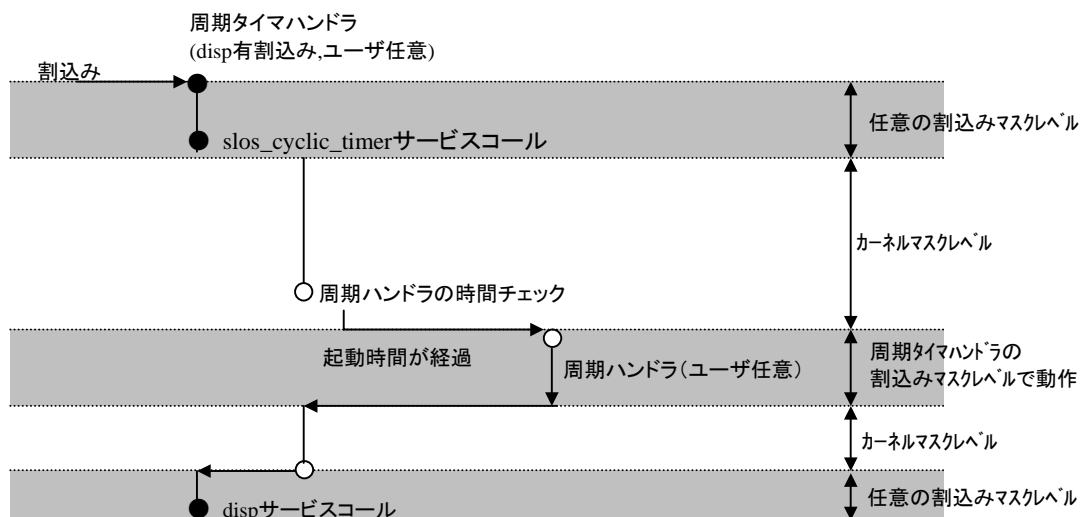 周期タイマハンドラ
(disp有割込み,ユーザ任意)
割込み
任意の割込みマスクレベル
slos_cyclic_timerサービスコール
カーネルマスクレベル
周期ハンドラの時間チェック
起動時間が経過
周期ハンドラ(ユーザ任意)
周期タイマハンドラの
割込みマスクレベルで動作
カーネルマスクレベル
任意の割込みマスクレベル
dispサービスコール